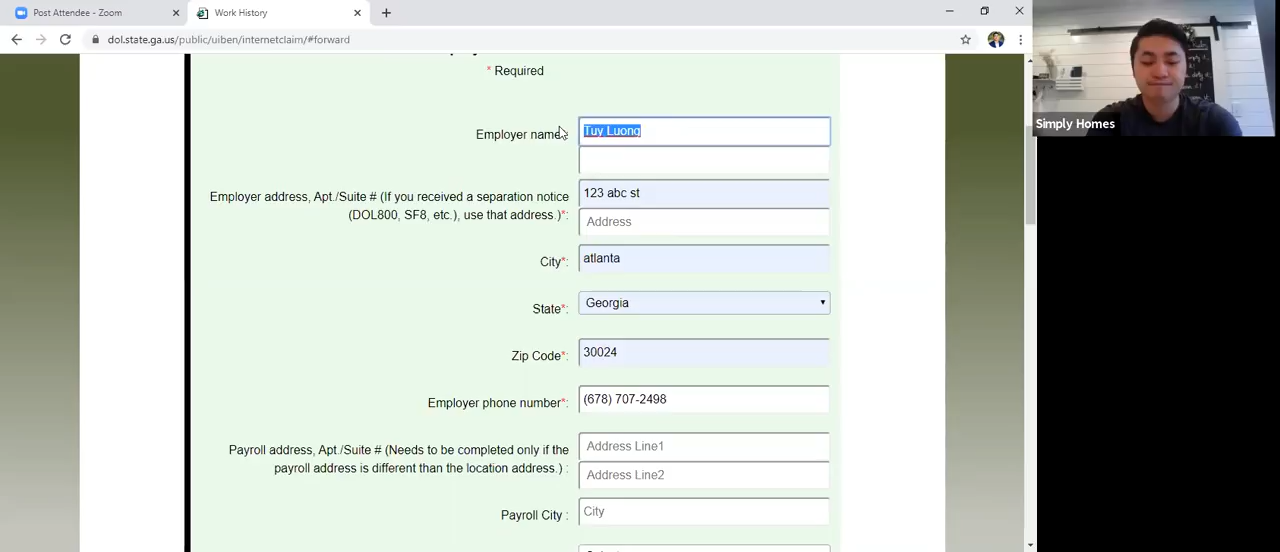 Post Attendee - Zoom
Work History
dol.state.ga.us/public/uiben/internetclaim/#forward
* Required
Employer name*:
Tuy Luong
Employer address, Apt./Suite # (If you received a separation notice
(DOL800, SF8, etc.), use that address.)*:
123 abc st
Address
City*:
atlanta
State*:
Georgia
Zip Code*:
30024
Employer phone number*:
(678) 707-2498
Payroll address, Apt./Suite # (Needs to be completed only if the
payroll address is different than the location address.) :
Address Line1
Address Line2
Payroll City :
City
Simply Homes